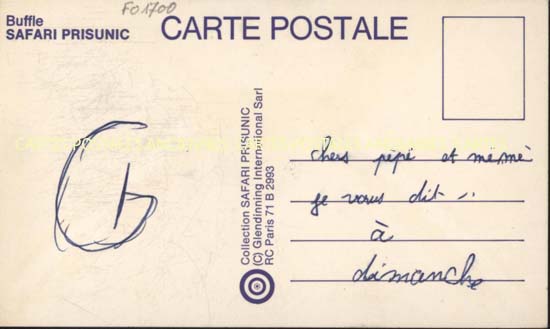 FO1700
Buffle
SAFARI PRISUNIC
CARTE POSTALE
G
Collection SAFARI PRISUNIC
(C) Glendinning International Sarl
RC Paris 71 B 2993
chers pépé et mémé
je vous dit ..
à
dimanche